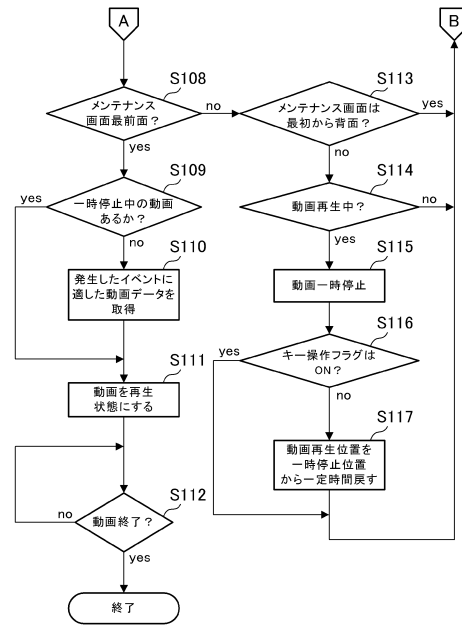 A
B
S108
メンテナンス
画面最前面？
no
yes
S113
メンテナンス画面は
最初から背面？
yes
no
S109
一時停止中の動画
あるか？
yes
no
S114
動画再生中？
no
yes
S110
発生したイベントに
適した動画データを
取得
S115
動画一時停止
S111
動画を再生
状態にする
S116
キー操作フラグは
ON？
yes
no
S117
動画再生位置を
一時停止位置
から一定時間戻す
S112
動画終了？
no
yes
終了